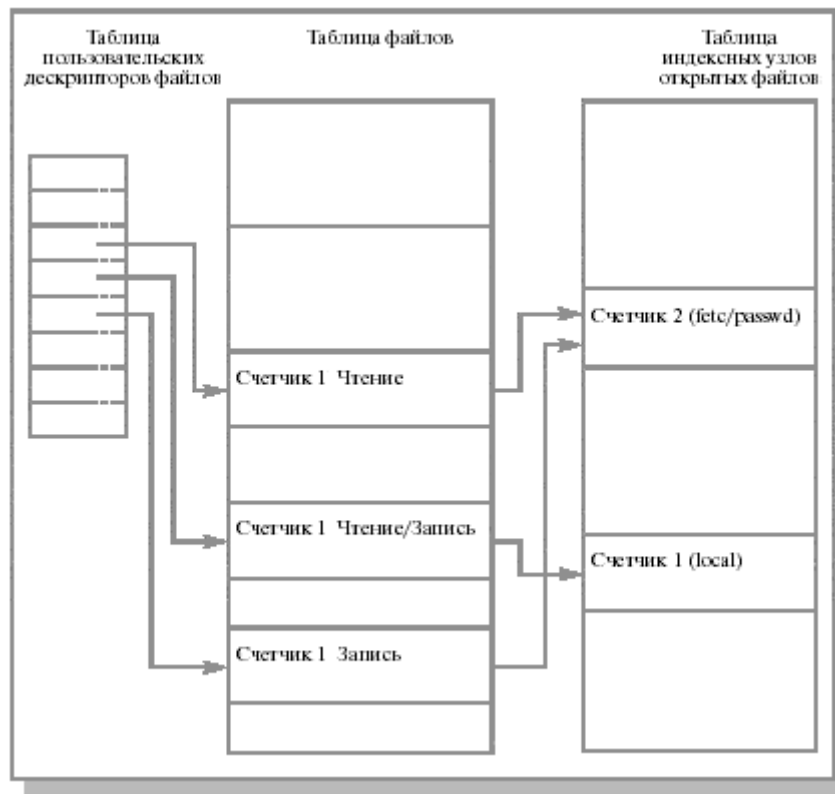 Таблица
пользовательских
дескрипторов файлов
Таблица файлов
Таблица
индексных узлов
открытых файлов
Счетчик 1 Чтение
Счетчик 1 Чтение/Запись
Счетчик 1 Запись
Счетчик 2 (fetc/passwd)
Счетчик 1 (local)